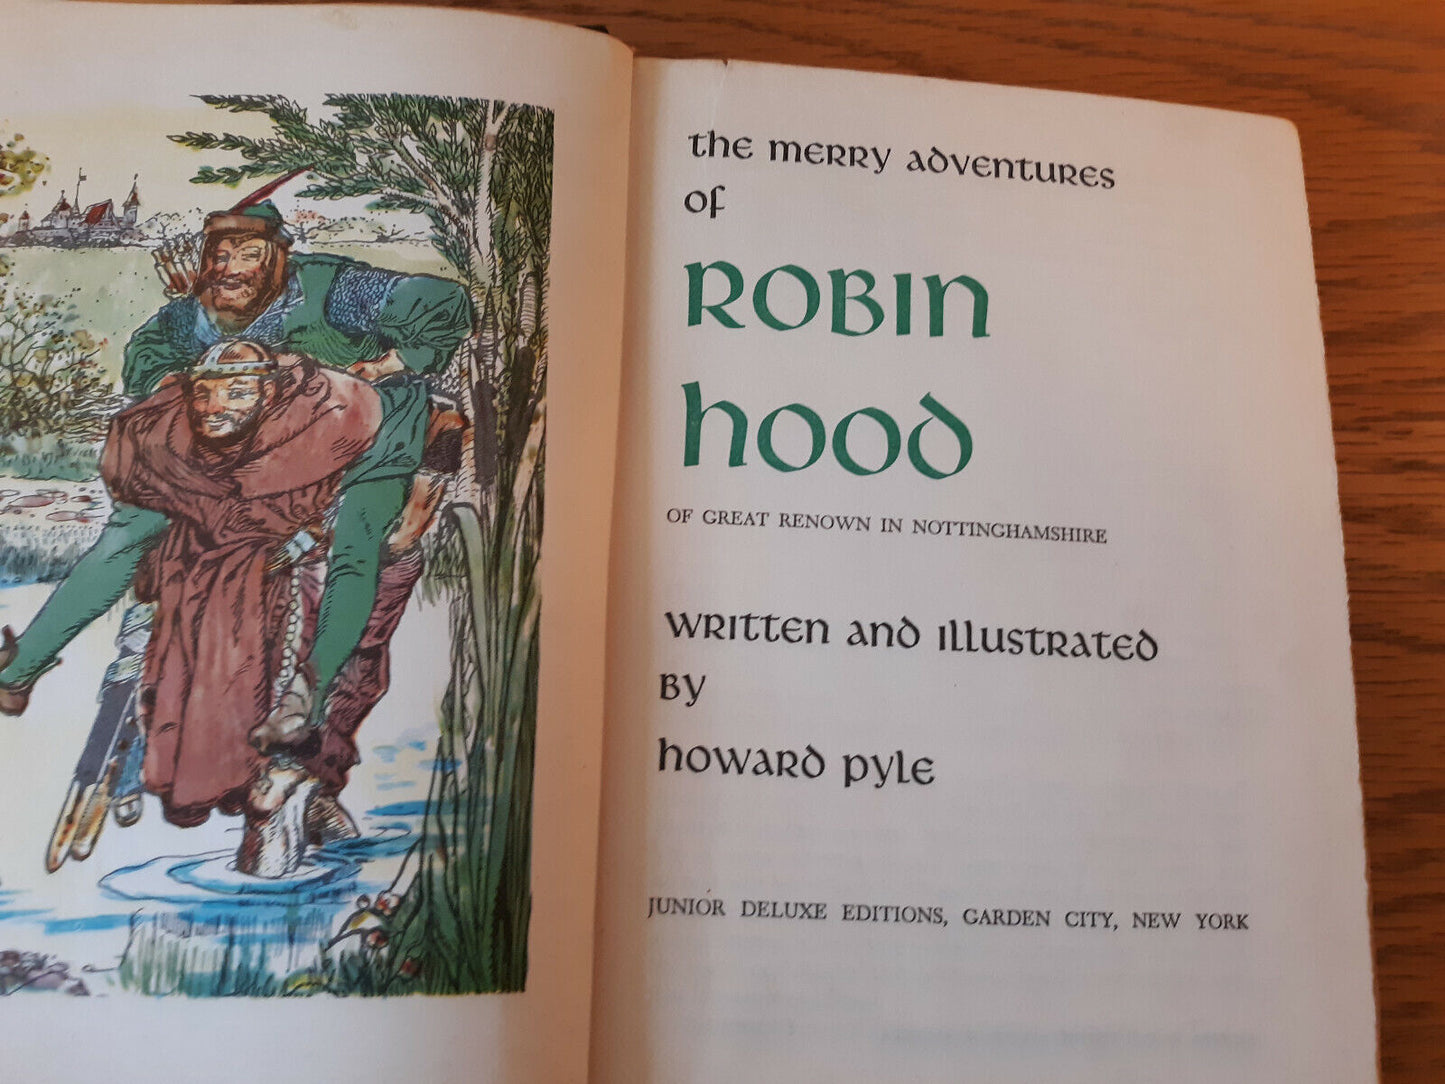 the merry adventures
of
ROBIN
hood
OF GREAT RENOWN IN NOTTINGHAMSHIRE
written and illustrated
by
howard pyle
JUNIOR DELUXE EDITIONS, GARDEN CITY, NEW YORK